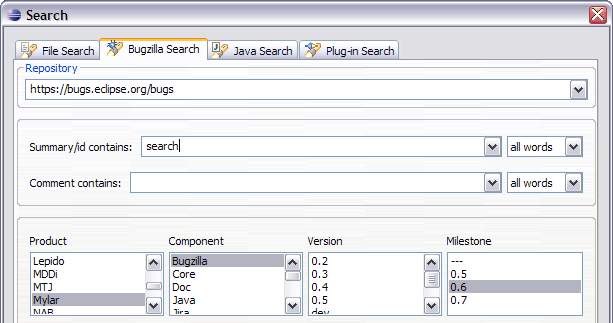 Search
File Search Bugzilla Search Java Search Plug-in Search
Repository
https://bugs.eclipse.org/bugs
Summary/id contains: search all words
Comment contains: all words
Product Component Version Milestone
Lepido Bugzilla 0.2 ---
MDDi Core 0.3 0.5
MTJ Doc 0.4 0.6
Mylar Java 0.5 0.7
NAB Jira dev